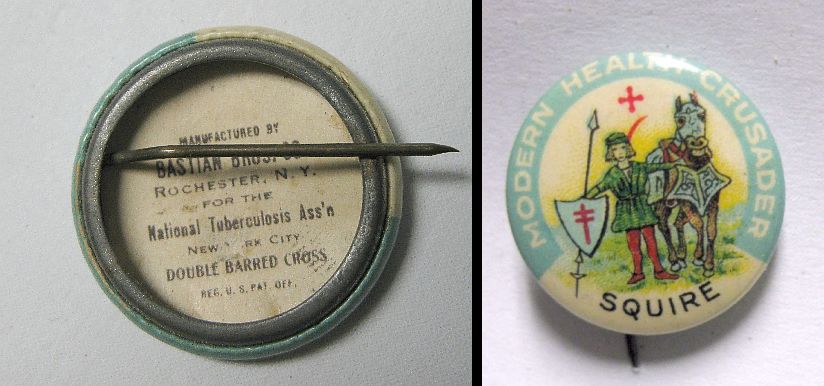 MANUFACTURED BY
BASTIAN BROS. CO
ROCHESTER, N. Y.
FOR THE
National Tuberculosis Ass'n
NEW YORK CITY
DOUBLE BARRED CROSS
REG. U. S. PAT. OFF.
MODERN HEALTH CRUSADER
SQUIRE